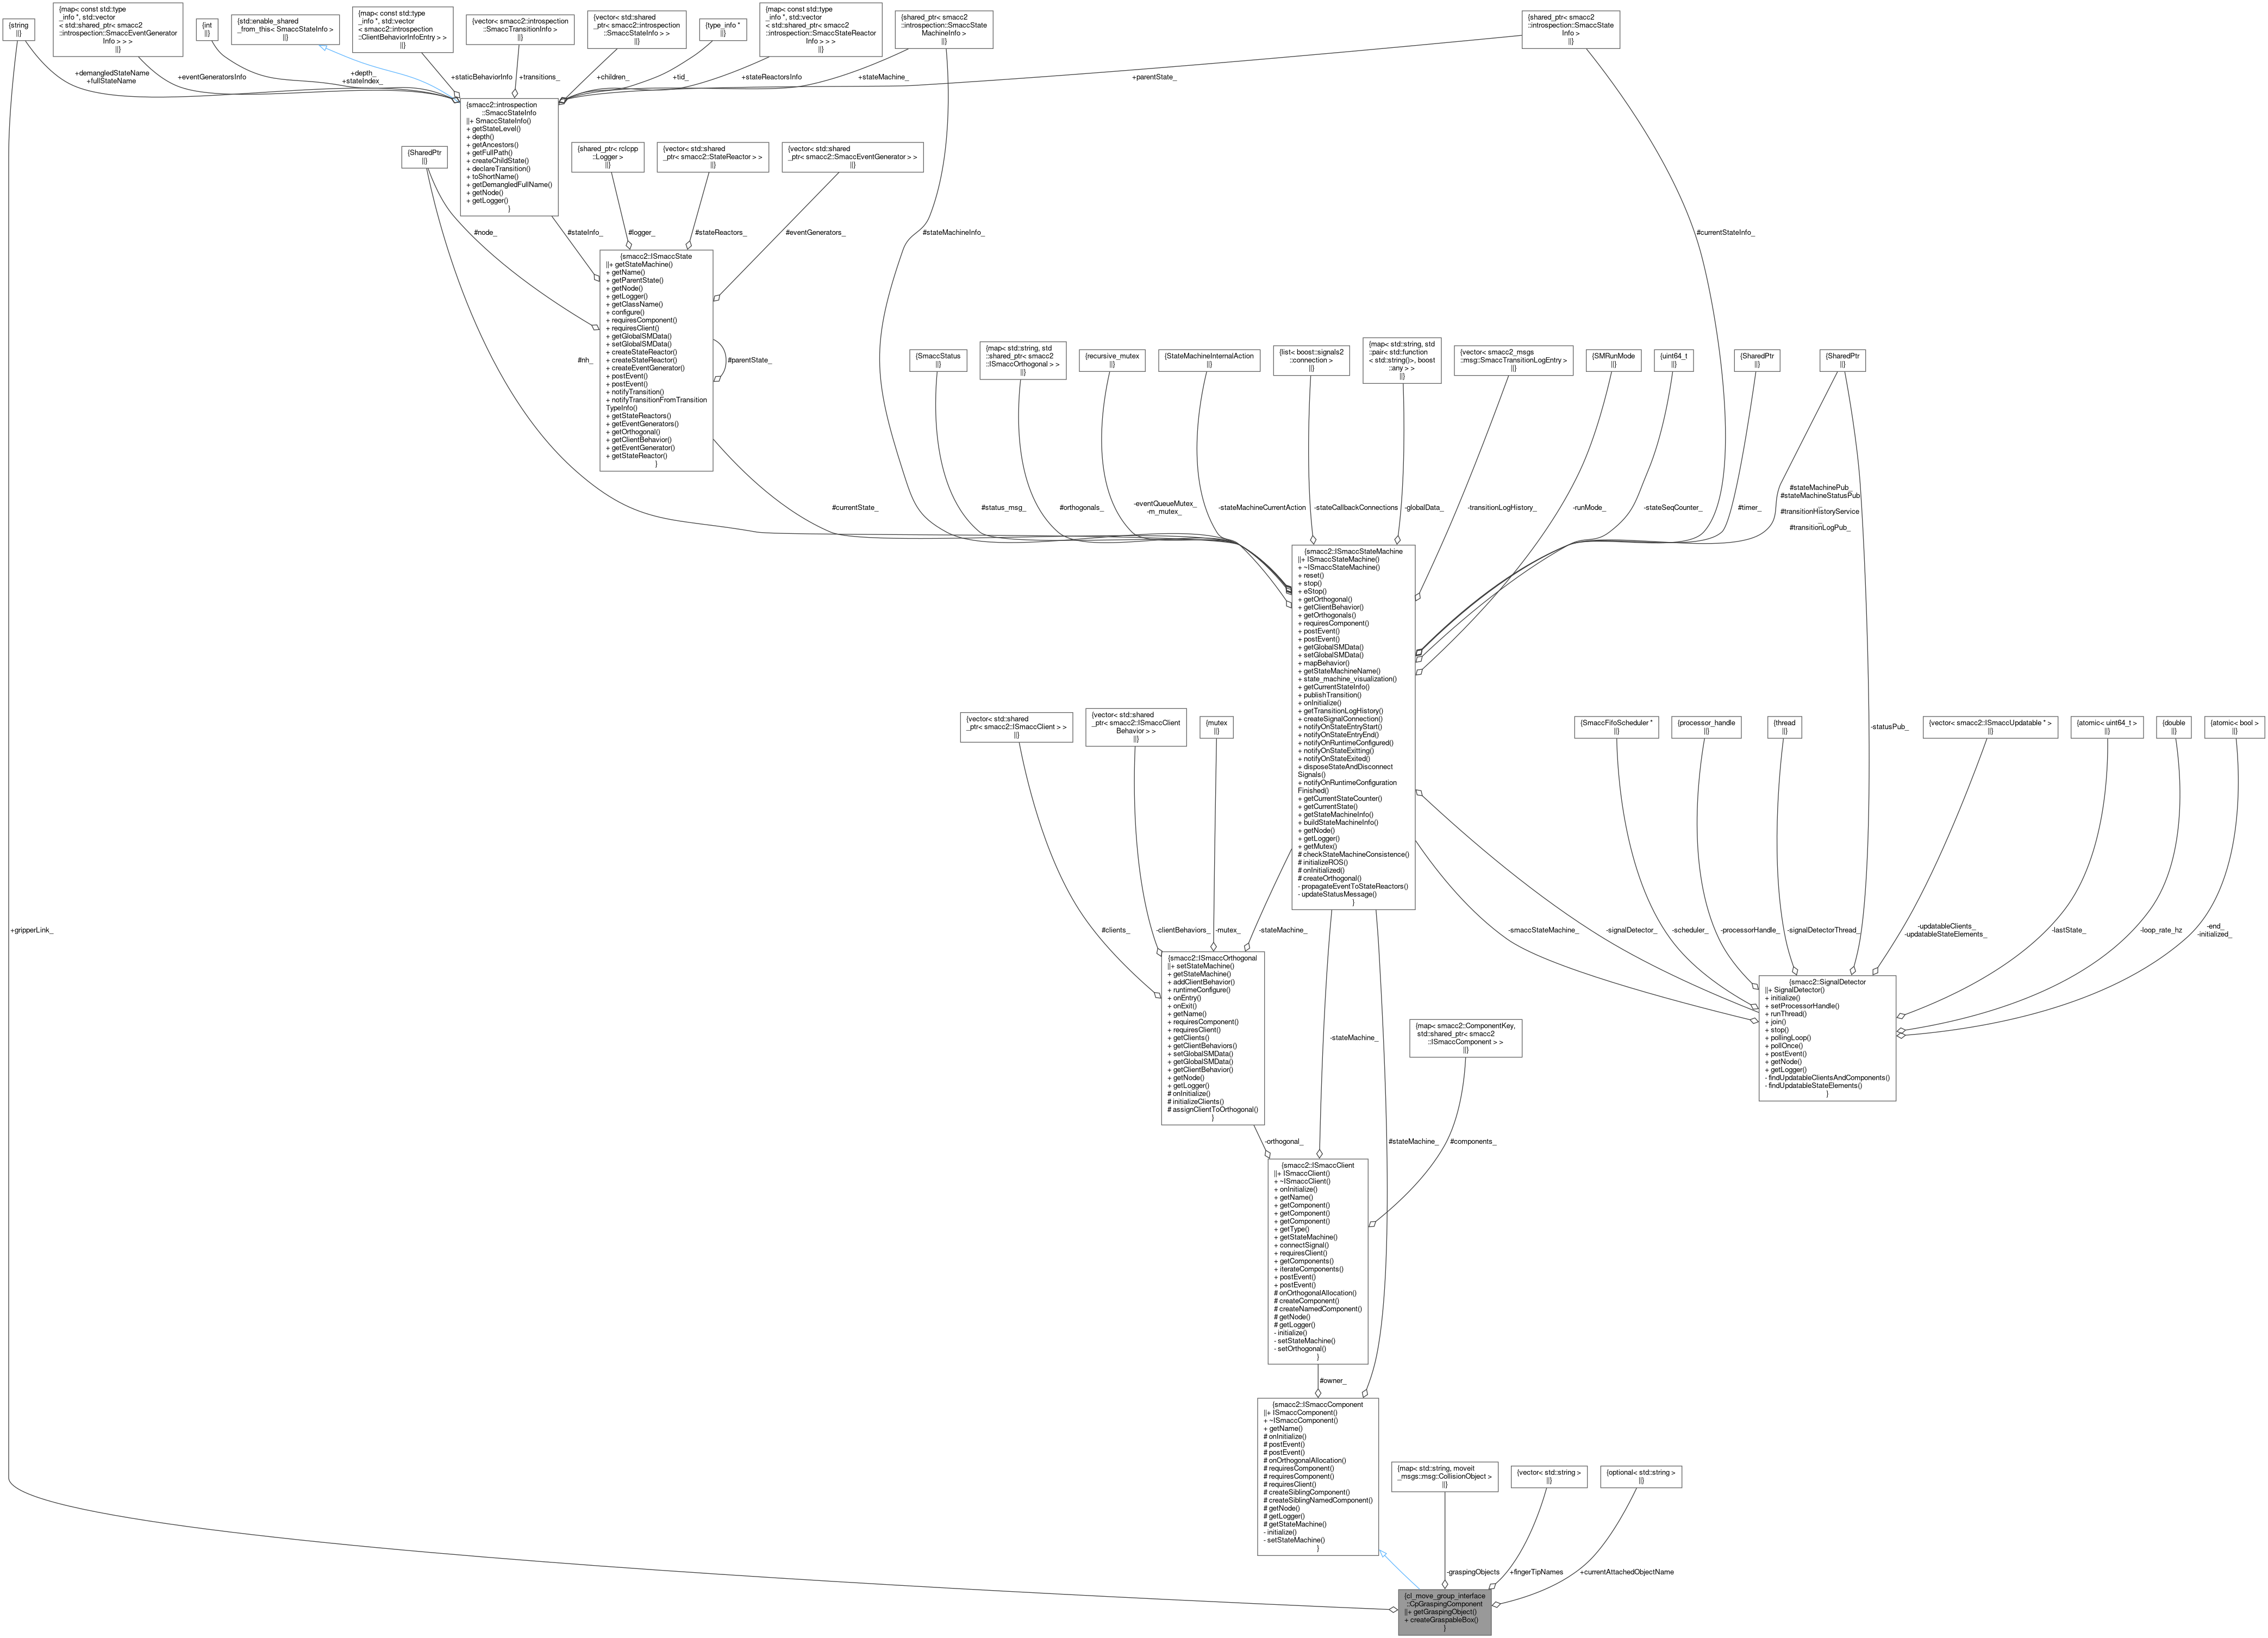 {string
||}
{map< const std::type
_info *, std::vector
< std::shared_ptr< smacc2
::introspection::SmaccEventGenerator
Info > > >
||}
{int
||}
{std::enable_shared
_from_this< SmaccStateInfo >
||}
{map< const std::type
_info *, std::vector
< smacc2::introspection
::ClientBehaviorInfoEntry > >
||}
{vector< smacc2::introspection
::SmaccTransitionInfo >
||}
{vector< std::shared
_ptr< smacc2::introspection
::SmaccStateInfo > >
||}
{type_info *
||}
{map< const std::type
_info *, std::vector
< std::shared_ptr< smacc2
::introspection::SmaccStateReactor
Info > > >
||}
{shared_ptr< smacc2
::introspection::SmaccState
MachineInfo >
||}
{shared_ptr< smacc2
::introspection::SmaccState
Info >
||}
+demangledStateName
+fullStateName
+eventGeneratorsInfo
+depth_
+stateIndex_
+staticBehaviorInfo
+transitions_
+children_
+tid_
+stateReactorsInfo
+stateMachine_
+parentState_
{smacc2::introspection
::SmaccStateInfo
||+ SmaccStateInfo()
+ getStateLevel()
+ depth()
+ getAncestors()
+ getFullPath()
+ createChildState()
+ declareTransition()
+ toShortName()
+ getDemangledFullName()
+ getNode()
+ getLogger()
}
{SharedPtr
||}
{shared_ptr< rclcpp
::Logger >
||}
{vector< std::shared
_ptr< smacc2::StateReactor > >
||}
{vector< std::shared
_ptr< smacc2::SmaccEventGenerator > >
||}
#node_
#stateInfo_
#logger_
#stateReactors_
#eventGenerators_
#stateMachineInfo_
#currentStateInfo_
{smacc2::ISmaccState
||+ getStateMachine()
+ getName()
+ getParentState()
+ getNode()
+ getLogger()
+ getClassName()
+ configure()
+ requiresComponent()
+ requiresClient()
+ getGlobalSMData()
+ setGlobalSMData()
+ createStateReactor()
+ createStateReactor()
+ createEventGenerator()
+ postEvent()
+ postEvent()
+ notifyTransition()
+ notifyTransitionFromTransition
TypeInfo()
+ getStateReactors()
+ getEventGenerators()
+ getOrthogonal()
+ getClientBehavior()
+ getEventGenerator()
+ getStateReactor()
}
#parentState_
#nh_
{SmaccStatus
||}
{map< std::string, std
::shared_ptr< smacc2
::ISmaccOrthogonal > >
||}
{recursive_mutex
||}
{StateMachineInternalAction
||}
{list< boost::signals2
::connection >
||}
{map< std::string, std
::pair< std::function
< std::string()>, boost
::any > >
||}
{vector< smacc2_msgs
::msg::SmaccTransitionLogEntry >
||}
{SMRunMode
||}
{uint64_t
||}
{SharedPtr
||}
{SharedPtr
||}
#currentState_
#status_msg_
#orthogonals_
-eventQueueMutex_
-m_mutex_
-stateMachineCurrentAction
-stateCallbackConnections
-globalData_
-transitionLogHistory_
-runMode_
-stateSeqCounter_
#timer_
#stateMachinePub_
#stateMachineStatusPub
_
#transitionHistoryService
_
#transitionLogPub_
{smacc2::ISmaccStateMachine
||+ ISmaccStateMachine()
+ ~ISmaccStateMachine()
+ reset()
+ stop()
+ eStop()
+ getOrthogonal()
+ getClientBehavior()
+ getOrthogonals()
+ requiresComponent()
+ postEvent()
+ postEvent()
+ getGlobalSMData()
+ setGlobalSMData()
+ mapBehavior()
+ getStateMachineName()
+ state_machine_visualization()
+ getCurrentStateInfo()
+ publishTransition()
+ onInitialize()
+ getTransitionLogHistory()
+ createSignalConnection()
+ notifyOnStateEntryStart()
+ notifyOnStateEntryEnd()
+ notifyOnRuntimeConfigured()
+ notifyOnStateExitting()
+ notifyOnStateExited()
+ disposeStateAndDisconnect
Signals()
+ notifyOnRuntimeConfiguration
Finished()
+ getCurrentStateCounter()
+ getCurrentState()
+ getStateMachineInfo()
+ buildStateMachineInfo()
+ getNode()
+ getLogger()
+ getMutex()
# checkStateMachineConsistence()
# initializeROS()
# onInitialized()
# createOrthogonal()
- propagateEventToStateReactors()
- updateStatusMessage()
}
{vector< std::shared
_ptr< smacc2::ISmaccClient > >
||}
{vector< std::shared
_ptr< smacc2::ISmaccClient
Behavior > >
||}
{mutex
||}
{SmaccFifoScheduler *
||}
{processor_handle
||}
{thread
||}
-statusPub_
{vector< smacc2::ISmaccUpdatable * >
||}
{atomic< uint64_t >
||}
{double
||}
{atomic< bool >
||}
+gripperLink_
#clients_
-clientBehaviors_
-mutex_
-stateMachine_
-smaccStateMachine_
-signalDetector_
-scheduler_
-processorHandle_
-signalDetectorThread_
-updatableClients_
-updatableStateElements_
-lastState_
-loop_rate_hz
-end_
-initialized_
{smacc2::ISmaccOrthogonal
||+ setStateMachine()
+ getStateMachine()
+ addClientBehavior()
+ runtimeConfigure()
+ onEntry()
+ onExit()
+ getName()
+ requiresComponent()
+ requiresClient()
+ getClients()
+ getClientBehaviors()
+ setGlobalSMData()
+ getGlobalSMData()
+ getClientBehavior()
+ getNode()
+ getLogger()
# onInitialize()
# initializeClients()
# assignClientToOrthogonal()
}
{smacc2::SignalDetector
||+ SignalDetector()
+ initialize()
+ setProcessorHandle()
+ runThread()
+ join()
+ stop()
+ pollingLoop()
+ pollOnce()
+ postEvent()
+ getNode()
+ getLogger()
- findUpdatableClientsAndComponents()
- findUpdatableStateElements()
}
-stateMachine_
{map< smacc2::ComponentKey,
std::shared_ptr< smacc2
::ISmaccComponent > >
||}
-orthogonal_
#stateMachine_
#components_
{smacc2::ISmaccClient
||+ ISmaccClient()
+ ~ISmaccClient()
+ onInitialize()
+ getName()
+ getComponent()
+ getComponent()
+ getComponent()
+ getType()
+ getStateMachine()
+ connectSignal()
+ requiresClient()
+ getComponents()
+ iterateComponents()
+ postEvent()
+ postEvent()
# onOrthogonalAllocation()
# createComponent()
# createNamedComponent()
# getNode()
# getLogger()
- initialize()
- setStateMachine()
- setOrthogonal()
}
#owner_
{smacc2::ISmaccComponent
||+ ISmaccComponent()
+ ~ISmaccComponent()
+ getName()
# onInitialize()
# postEvent()
# postEvent()
# onOrthogonalAllocation()
# requiresComponent()
# requiresComponent()
# requiresClient()
# createSiblingComponent()
# createSiblingNamedComponent()
# getNode()
# getLogger()
# getStateMachine()
- initialize()
- setStateMachine()
}
{map< std::string, moveit
_msgs::msg::CollisionObject >
||}
{vector< std::string >
||}
{optional< std::string >
||}
-graspingObjects
+fingerTipNames
+currentAttachedObjectName
{cl_move_group_interface
::CpGraspingComponent
||+ getGraspingObject()
+ createGraspableBox()
}